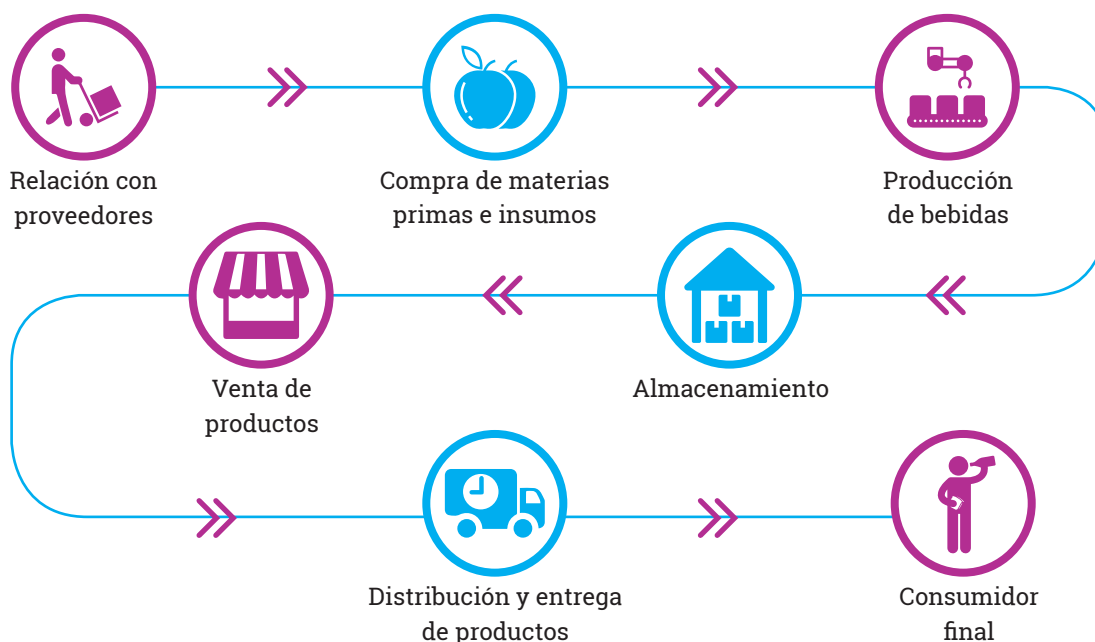 Relación con
proveedores
Compra de materias
primas e insumos
Producción
de bebidas
Almacenamiento
Venta de
productos
Distribución y entrega
de productos
Consumidor
final